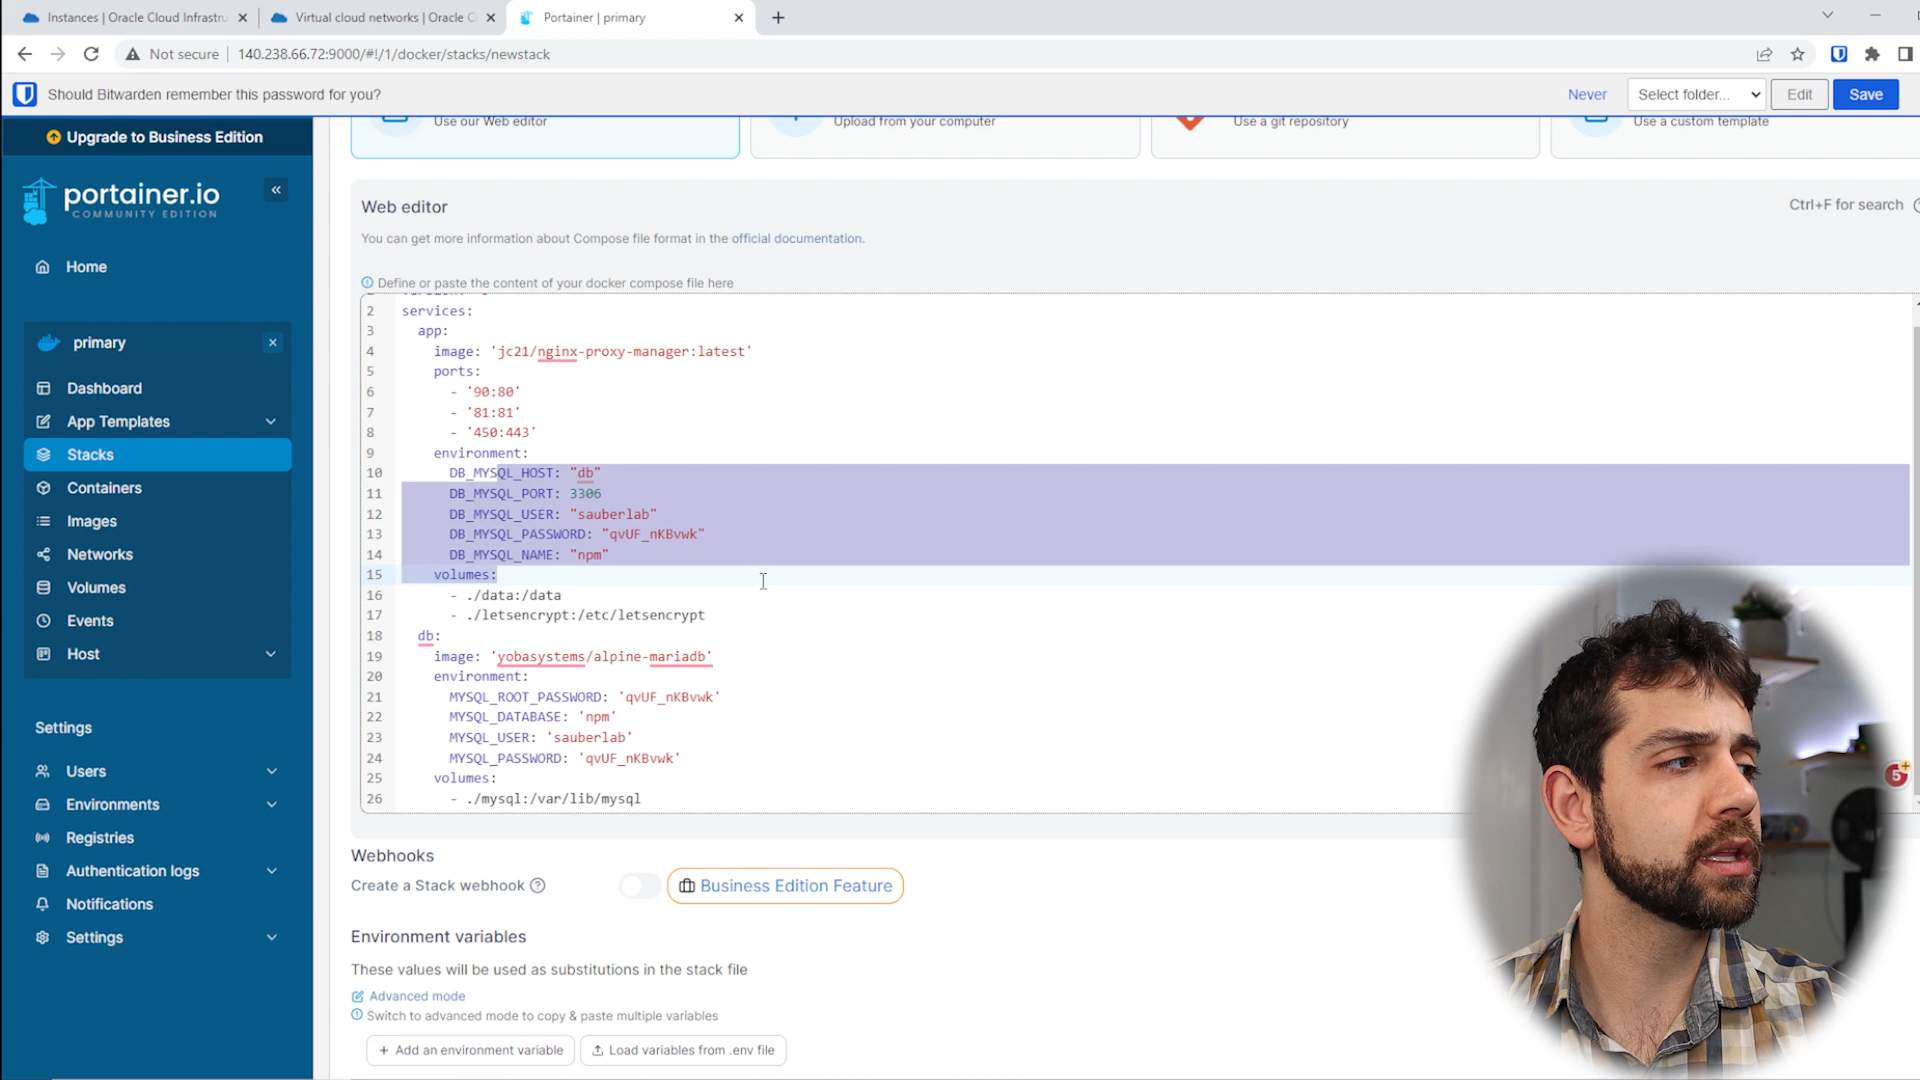 Instances | Oracle Cloud Infrastru
Virtual cloud networks | Oracle C
Portainer | primary
Not secure
140.238.66.72:9000/#!/1/docker/stacks/newstack
Should Bitwarden remember this password for you?
Never
Select folder...
Edit
Save
Upgrade to Business Edition
portainer.io
COMMUNITY EDITION
Home
primary
Dashboard
App Templates
Stacks
Containers
Images
Networks
Volumes
Events
Host
Settings
Users
Environments
Registries
Authentication logs
Notifications
Settings
Use our Web editor
Upload from your computer
Use a git repository
Use a custom template
Web editor
Ctrl+F for search
You can get more information about Compose file format in the official documentation.
Define or paste the content of your docker compose file here
2 services:
3 app:
4 image: 'jc21/nginx-proxy-manager:latest'
5 ports:
6 - '90:80'
7 - '81:81'
8 - '450:443'
9 environment:
10 DB_MYSQL_HOST: "db"
11 DB_MYSQL_PORT: 3306
12 DB_MYSQL_USER: "sauberlab"
13 DB_MYSQL_PASSWORD: "qvUF_nKBvwk"
14 DB_MYSQL_NAME: "npm"
15 volumes:
16 - ./data:/data
17 - ./letsencrypt:/etc/letsencrypt
18 db:
19 image: 'yobasystems/alpine-mariadb'
20 environment:
21 MYSQL_ROOT_PASSWORD: 'qvUF_nKBvwk'
22 MYSQL_DATABASE: 'npm'
23 MYSQL_USER: 'sauberlab'
24 MYSQL_PASSWORD: 'qvUF_nKBvwk'
25 volumes:
26 - ./mysql:/var/lib/mysql
5
Webhooks
Create a Stack webhook
Business Edition Feature
Environment variables
These values will be used as substitutions in the stack file
Advanced mode
Switch to advanced mode to copy & paste multiple variables
+ Add an environment variable
Load variables from .env file